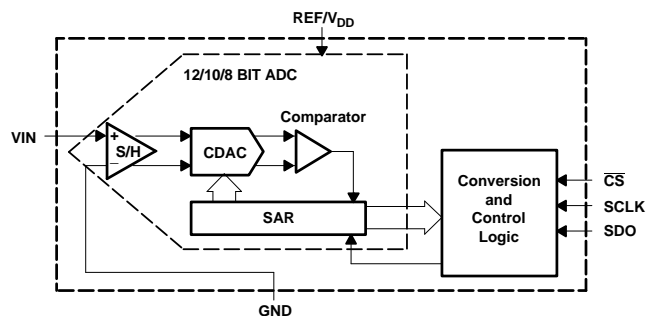 REF/VDD
12/10/8 BIT ADC
Comparator
VIN
+
S/H
−
CDAC
SAR
Conversion
and
Control
Logic
CS
SCLK
SDO
GND